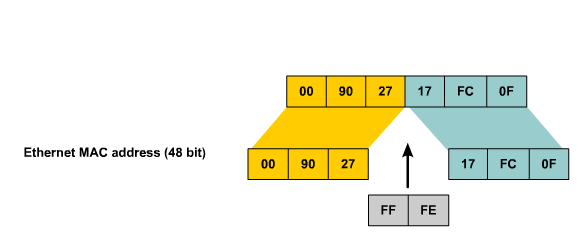 00 90 27 17 FC 0F
Ethernet MAC address (48 bit)
00 90 27 17 FC 0F
FF FE